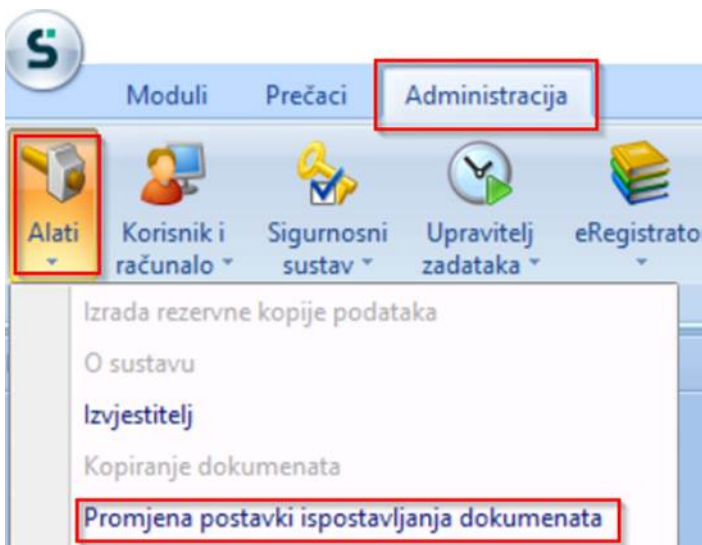 S
Moduli Prečaci Administracija
Alati Korisnik i Sigurnosni Upravitelj
računalo sustav zadataka
Izrada rezervne kopije podataka
O sustavu
Izvjestitelj
Kopiranje dokumenata
Promjena postavki ispostavljanja dokumenata